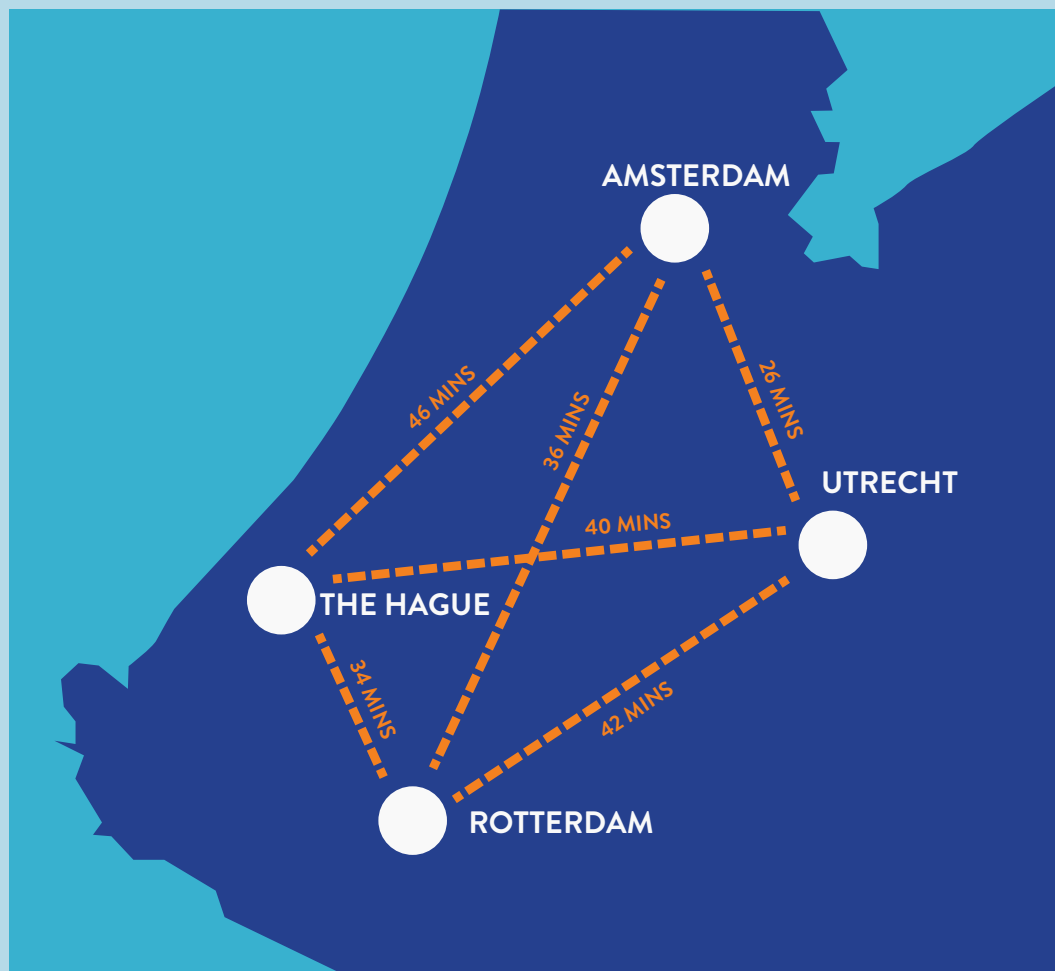 AMSTERDAM
46 MINS
36 MINS
26 MINS
UTRECHT
40 MINS
THE HAGUE
34 MINS
42 MINS
ROTTERDAM